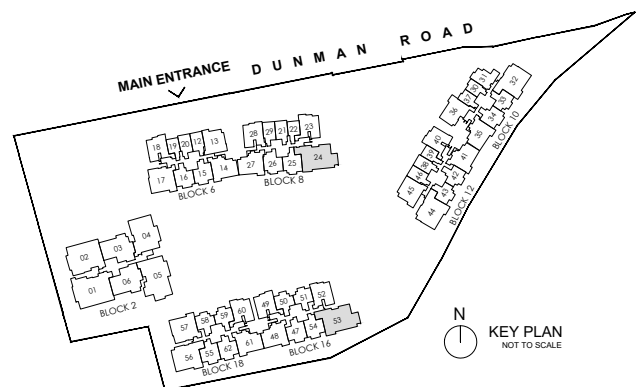 DUNMAN ROAD
MAIN ENTRANCE
18 19 20 12 13
17 16 15 14
BLOCK 6
28 29 21 22 23
27 26 25 24
BLOCK 8
36 37 30 31 32
35 34 33
BLOCK 10
45 46 38 39 40
44 43 42 41
BLOCK 12
02 03 04
01 06 05
BLOCK 2
57 58 59 60
56 55 62 61
BLOCK 18
49 50 51 52
48 47 54 53
BLOCK 16
N
KEY PLAN
NOT TO SCALE